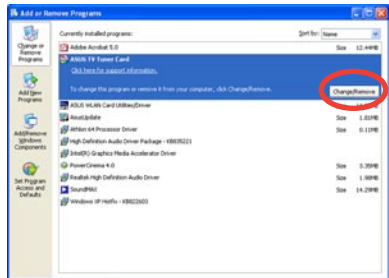 Add or Remove Programs
Change or
Remove
Programs
Add New
Programs
Add/Remove
Windows
Components
Set Program
Access and
Defaults
Currently installed programs:
Sort by: Name
Adobe Acrobat 5.0 Size 12.44MB
ASUS TV Tuner Card
Click here for support information.
To change this program or remove it from your computer, click Change/Remove.
Change/Remove
ASUS WLAN Card Utilities/Driver
AsusUpdate Size 1.81MB
Athlon 64 Processor Driver Size 0.11MB
High Definition Audio Driver Package - KB835221
Intel(R) Graphics Media Accelerator Driver
PowerCinema 4.0 Size 3.35MB
Realtek High Definition Audio Driver Size 1.98MB
SoundMAX Size 14.29MB
Windows XP Hotfix - KB822603